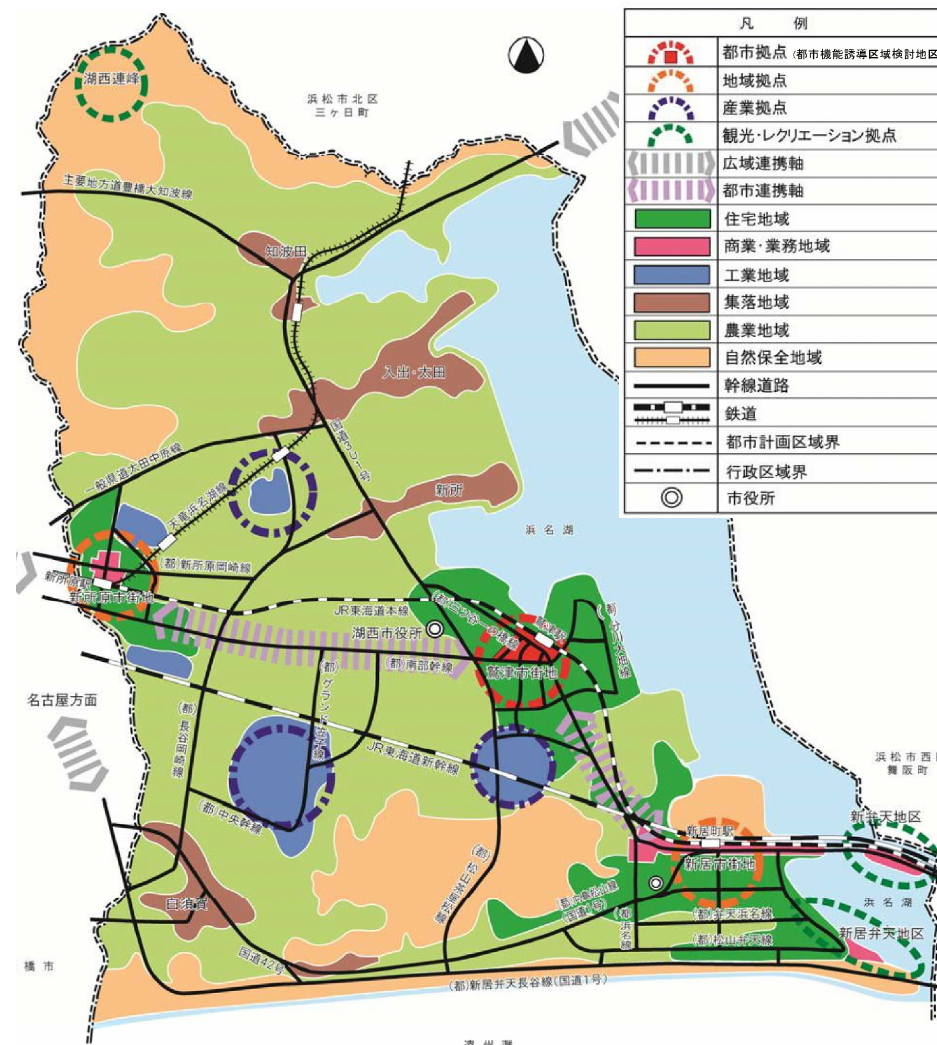 凡 例
都市拠点 (都市機能誘導区域検討地区
地域拠点
産業拠点
観光・レクリエーション拠点
広域連携軸
都市連携軸
住宅地域
商業・業務地域
工業地域
集落地域
農業地域
自然保全地域
幹線道路
鉄道
都市計画区域界
行政区域界
市役所
湖西連峰
浜松市北区
三ヶ日町
主要地方道豊橋大知波線
知波田
入出・太田
国道301号
一般県道太田中原線
天竜浜名湖線
新所
浜名湖
(都)新所原岡崎線
新所原駅
新所原市街地
JR東海道本線
湖西市役所
鷲津駅
鷲津市街地
(都)南部幹線
名古屋方面
(都)長谷岡崎線
JR東海道新幹線
(都)中央幹線
浜松市西区
舞阪町
新居町駅
新弁天地区
新居市街地
浜名湖
白須賀
(都)浜名線
(都)弁天浜名線
新居弁天地区
(都)松山弁天線
橋市
国道42号
(都)新居弁天長谷線(国道1号)